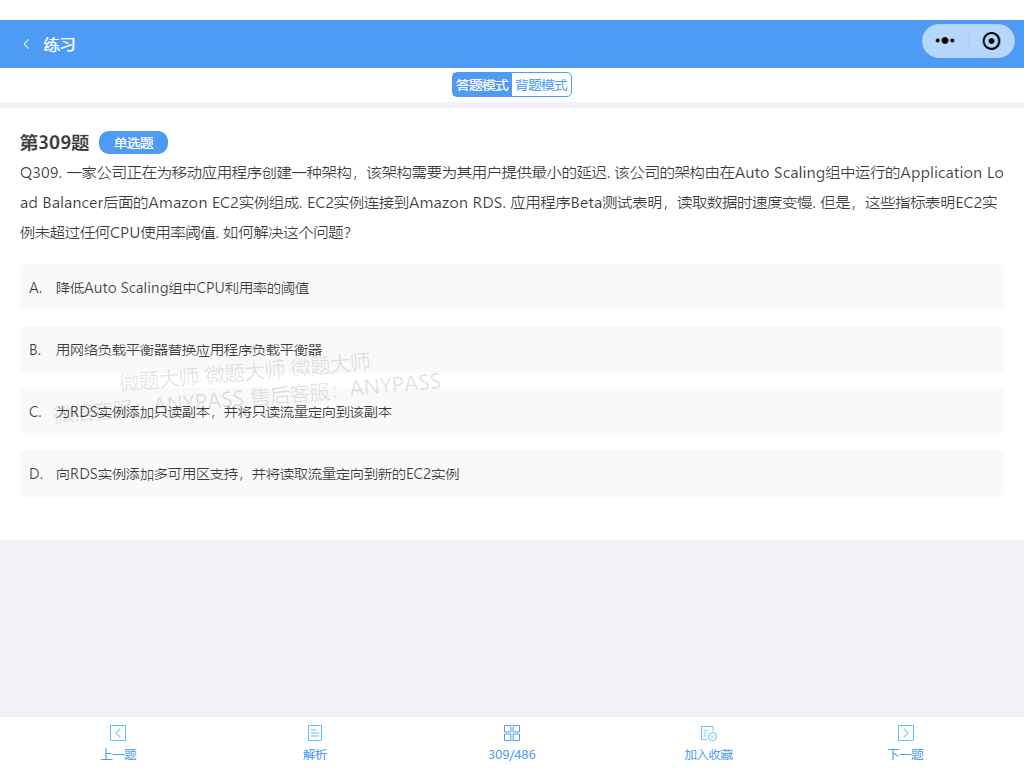 练习
答题模式 背题模式
第309题 单选题
Q309. 一家公司正在为移动应用程序创建一种架构，该架构需要为其用户提供最小的延迟. 该公司的架构由在Auto Scaling组中运行的Application Lo
ad Balancer后面的Amazon EC2实例组成. EC2实例连接到Amazon RDS. 应用程序Beta测试表明，读取数据时速度变慢. 但是，这些指标表明EC2实
例未超过任何CPU使用率阈值. 如何解决这个问题？
A. 降低Auto Scaling组中CPU利用率的阈值
B. 用网络负载平衡器替换应用程序负载平衡器
微题大师 微题大师 微题大师
微信客服：ANYPASS 售后客服：ANYPASS
C. 为RDS实例添加只读副本，并将只读流量定向到该副本
D. 向RDS实例添加多可用区支持，并将读取流量定向到新的EC2实例
上一题 解析 309/486 加入收藏 下一题